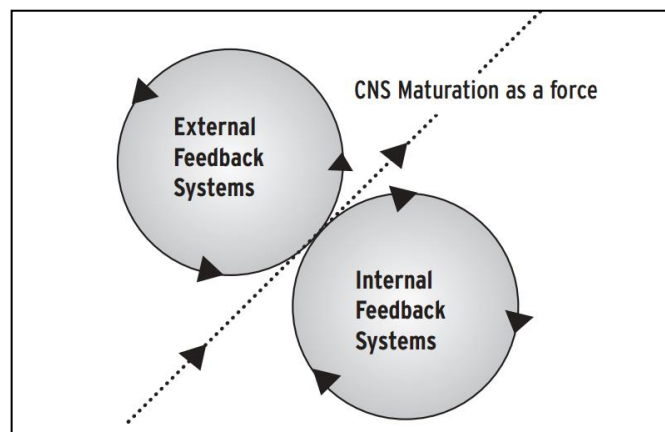 CNS Maturation as a force
External
Feedback
Systems
Internal
Feedback
Systems